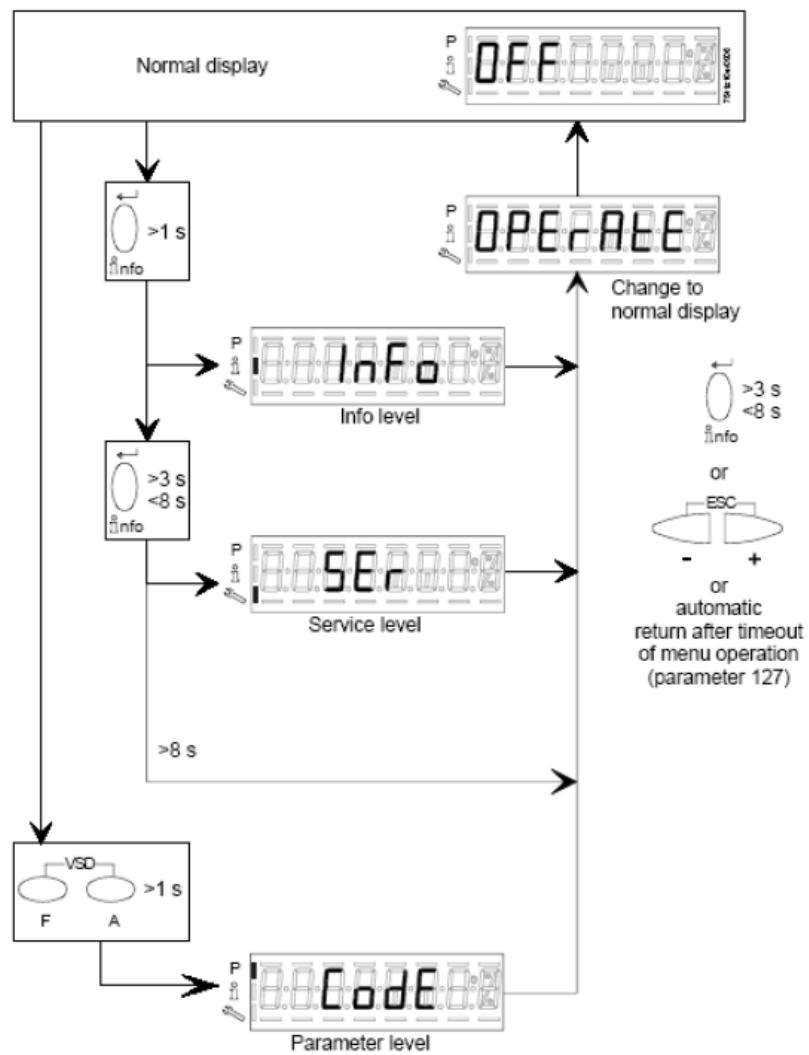 Normal display
P
i
OFF
>1 s
info
P
i
OPErAtE
Change to
normal display
P
i
InFo
Info level
>3 s
<8 s
info
>3 s
<8 s
info
or
ESC
- +
or
automatic
return after timeout
of menu operation
(parameter 127)
P
i
SEr
Service level
>8 s
VSD
>1 s
F A
P
i
CodE
Parameter level